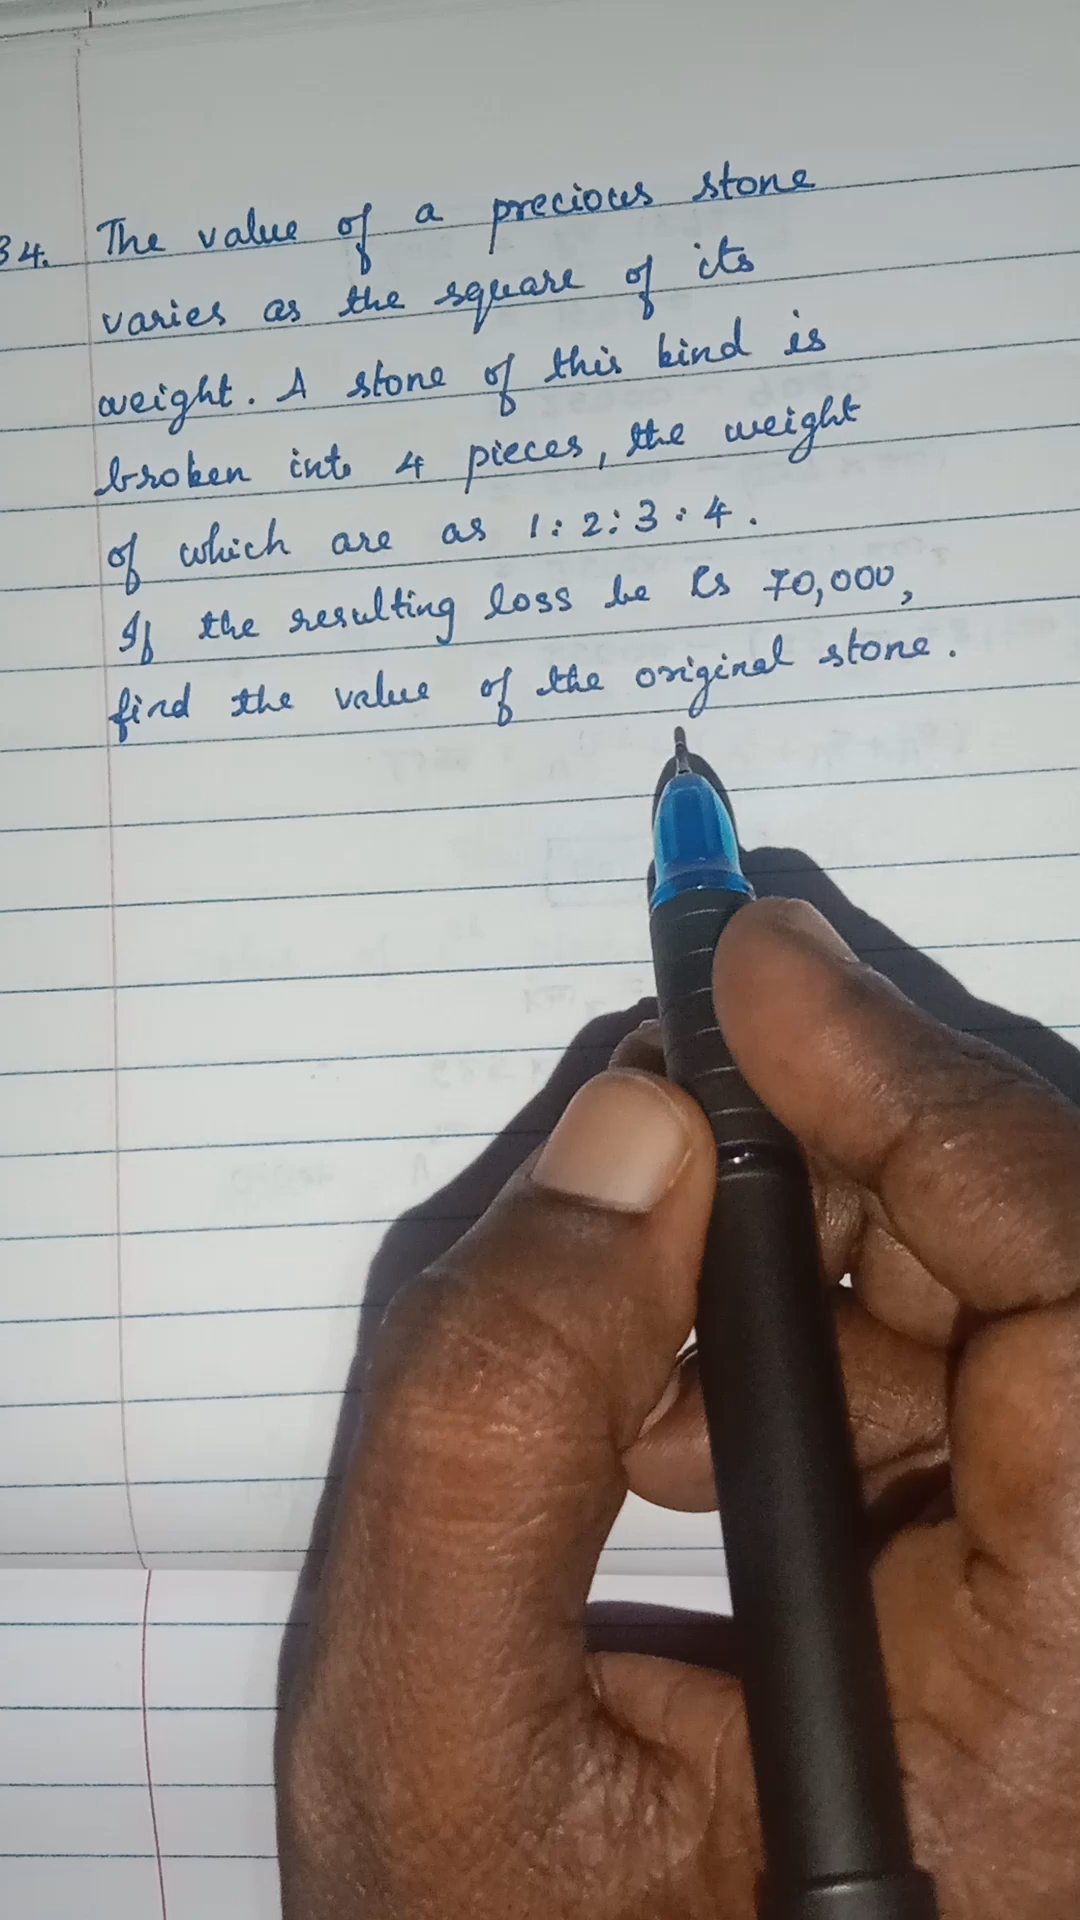 34. The value of a precious stone
varies as the square of its
weight. A stone of this kind is
broken into 4 pieces, the weight
of which are as 1:2:3:4.
If the resulting loss be Rs 70,000,
find the value of the original stone.